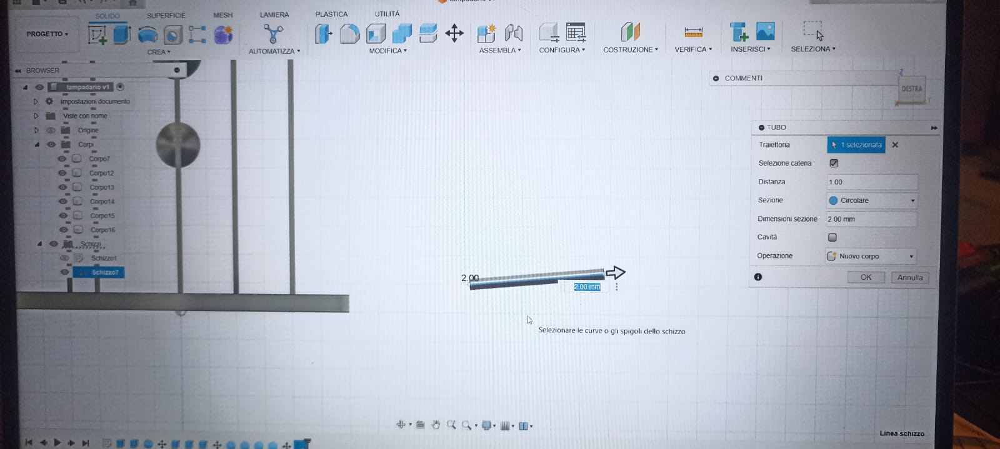 lampadario v1
SOLIDO SUPERFICIE MESH LAMIERA PLASTICA UTILITÀ
PROGETTO
CREA AUTOMATIZZA MODIFICA ASSEMBLA CONFIGURA COSTRUZIONE VERIFICA INSERISCI SELEZIONA
BROWSER
COMMENTI
Z
DESTRA
Y
X
lampadario v1
Impostazioni documento
Viste con nome
Origine
Corpi
Corpo7
Corpo12
Corpo13
Corpo14
Corpo15
Corpo16
Schizzi
Schizzo1
Schizzo7
TUBO
Traiettoria 1 selezionata
Selezione catena
Distanza 1.00
Sezione Circolare
Dimensioni sezione 2.00 mm
Cavità
Operazione Nuovo corpo
OK Annulla
2.00
2.00 mm
Selezionare le curve o gli spigoli dello schizzo
Linea schizzo